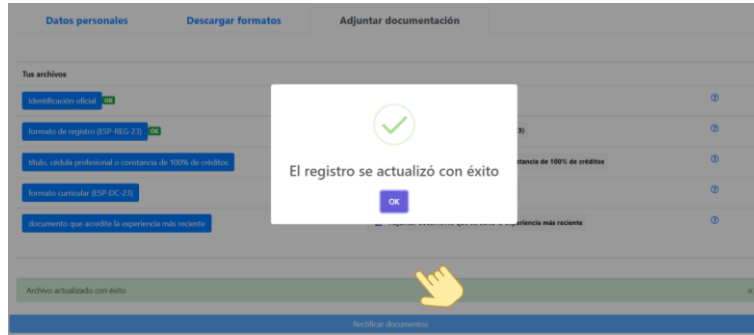 Datos personales
Descargar formatos
Adjuntar documentación
Tus archivos
Identificación oficial OK
formato de registro (ESP-REG-23) OK
3)
título, cédula profesional o constancia de 100% de créditos
stancia de 100% de créditos
El registro se actualizó con éxito
formato curricular (ESP-DC-23)
OK
documento que acredite la experiencia más reciente
experiencia más reciente
Archivo actualizado con éxito ×
Rectificar documentos